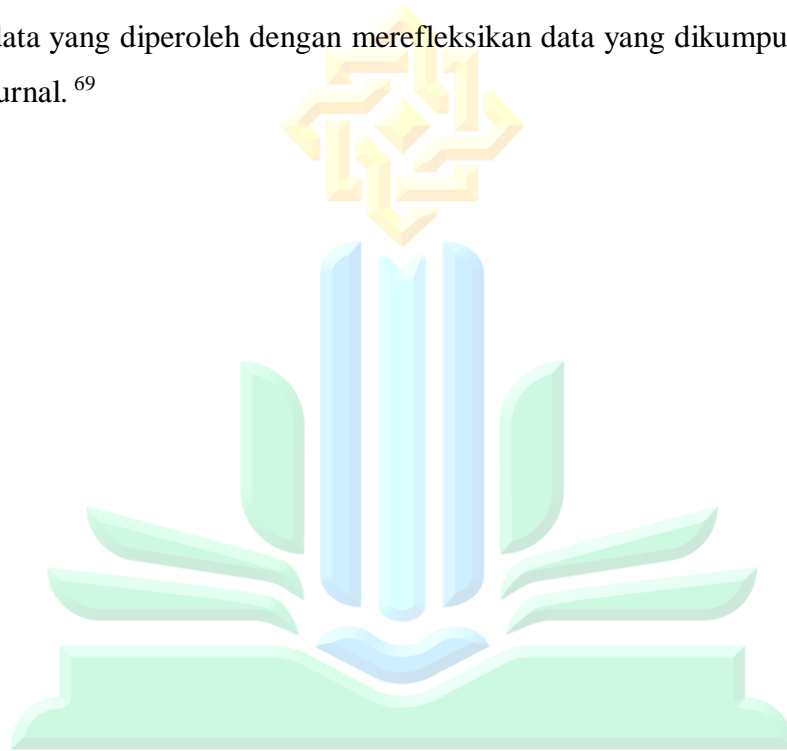 data yang diperoleh dengan merefleksikan data yang dikumpu
urnal. 69